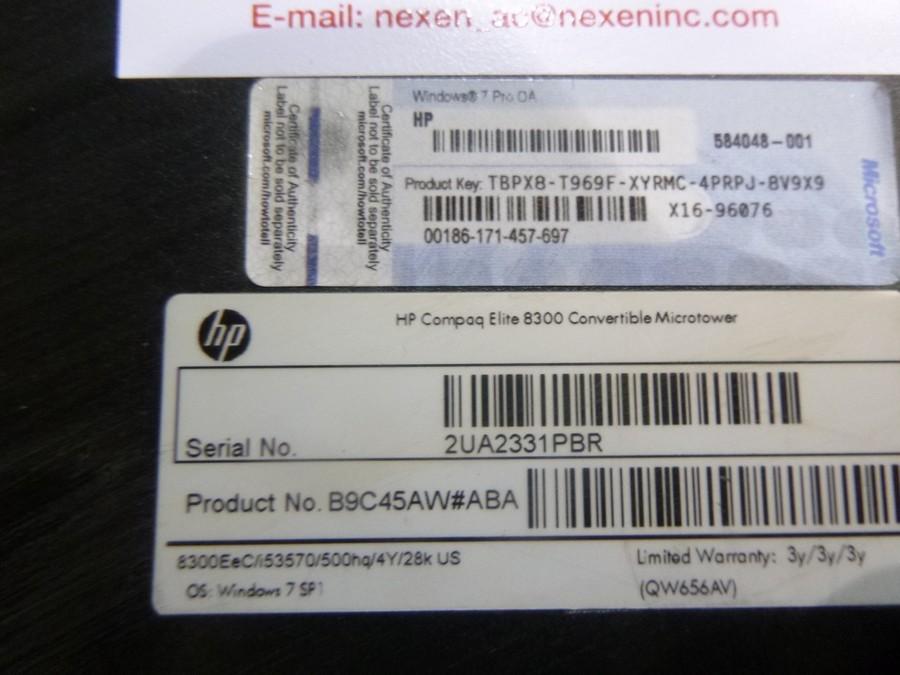 E-mail: nexen_ac@nexeninc.com
Certificate of Authenticity
Label not to be sold separately
microsoft.com/howtotell
Certificate of Authenticity
Label not to be sold separately
Windows® 7 Pro OA
HP
584048-001
Product Key: TBPX8-T969F-XYRMC-4PRPJ-8V9X9
X16-96076
00186-171-457-697
Microsoft
hp
HP Compaq Elite 8300 Convertible Microtower
Serial No. 2UA2331PBR
Product No. B9C45AW#ABA
8300EeC/i53570/500hq/4Y/28k US
Limited Warranty: 3y/3y/3y
OS: Windows 7 SP1
(QW656AV)